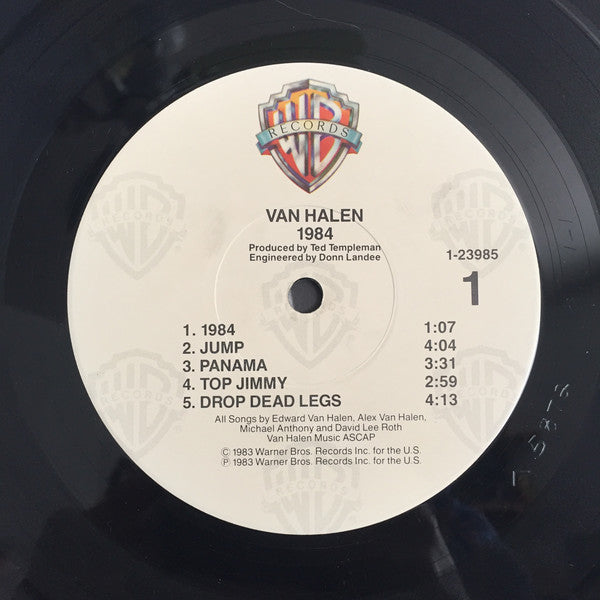 WB
RECORDS
VAN HALEN
1984
Produced by Ted Templeman
Engineered by Donn Landee
1-23985
1
1. 1984 1:07
2. JUMP 4:04
3. PANAMA 3:31
4. TOP JIMMY 2:59
5. DROP DEAD LEGS 4:13
All Songs by Edward Van Halen, Alex Van Halen,
Michael Anthony and David Lee Roth
Van Halen Music ASCAP
© 1983 Warner Bros. Records Inc. for the U.S.
℗ 1983 Warner Bros. Records Inc. for the U.S.